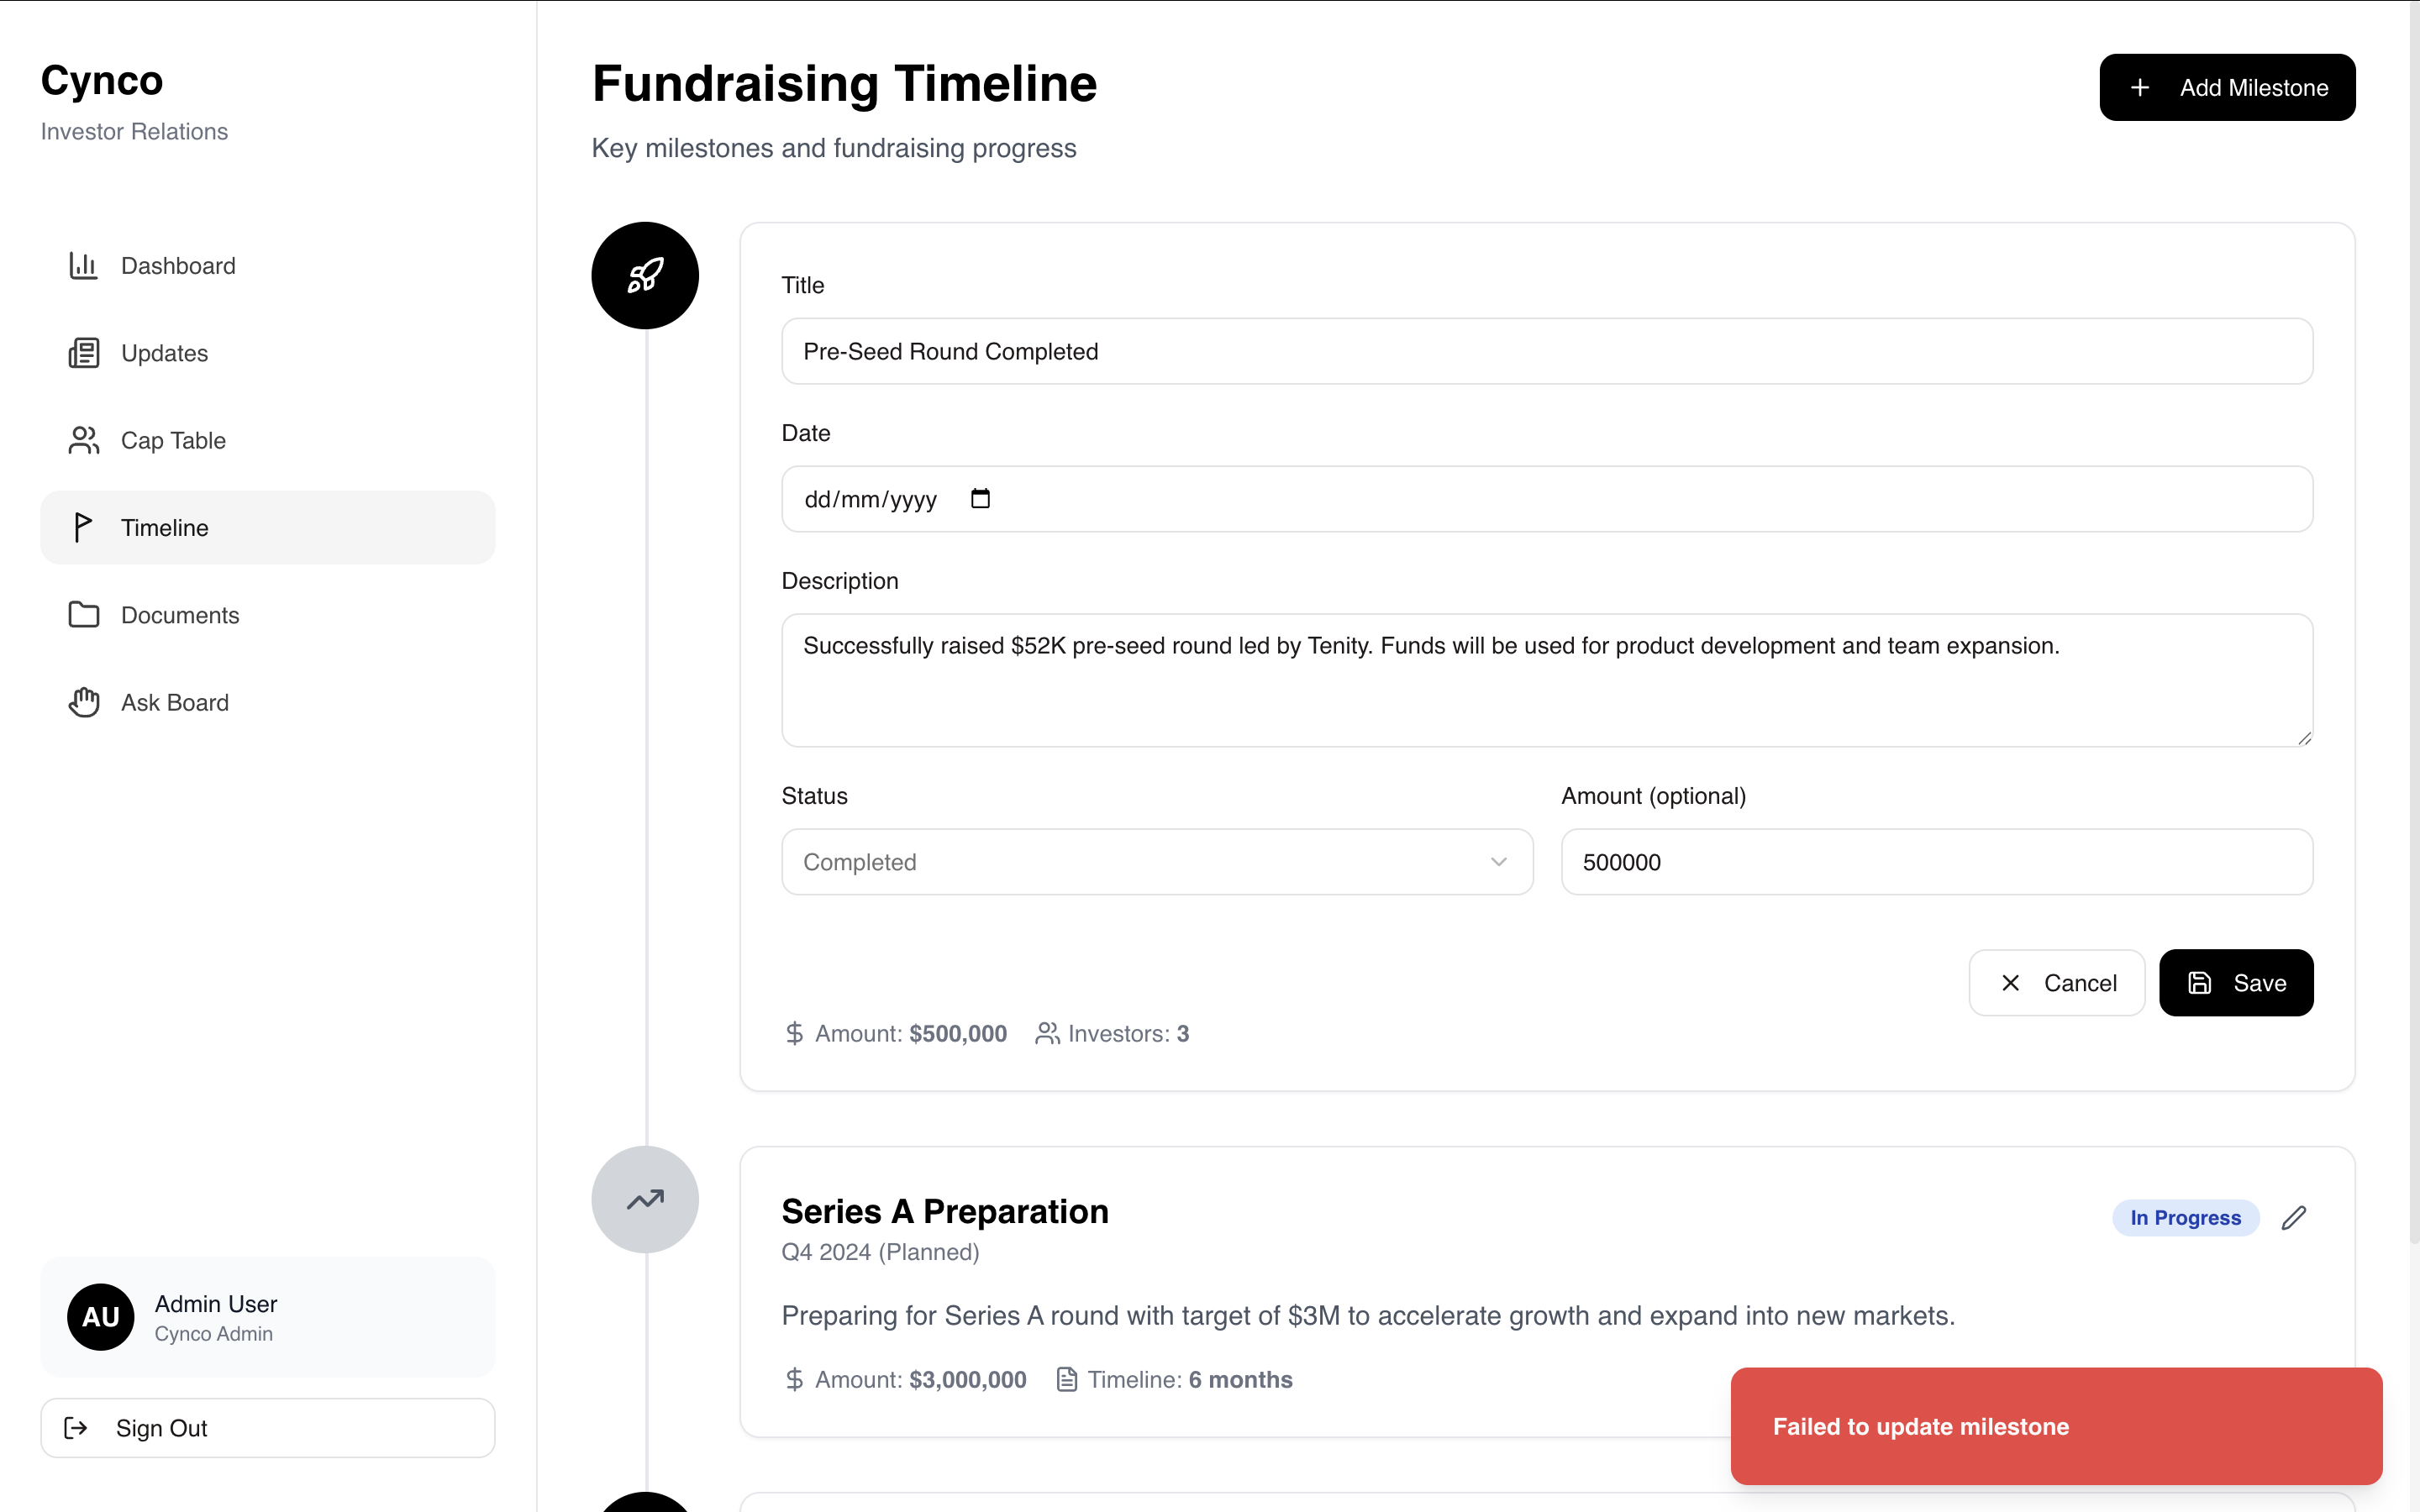 Cynco
Investor Relations
Dashboard
Updates
Cap Table
Timeline
Documents
Ask Board
AU
Admin User
Cynco Admin
Sign Out
Fundraising Timeline
Key milestones and fundraising progress
Add Milestone
Title
Pre-Seed Round Completed
Date
dd/mm/yyyy
Description
Successfully raised $52K pre-seed round led by Tenity. Funds will be used for product development and team expansion.
Status
Amount (optional)
Completed
500000
Cancel
Save
Amount: $500,000
Investors: 3
Series A Preparation
In Progress
Q4 2024 (Planned)
Preparing for Series A round with target of $3M to accelerate growth and expand into new markets.
Amount: $3,000,000
Timeline: 6 months
Failed to update milestone